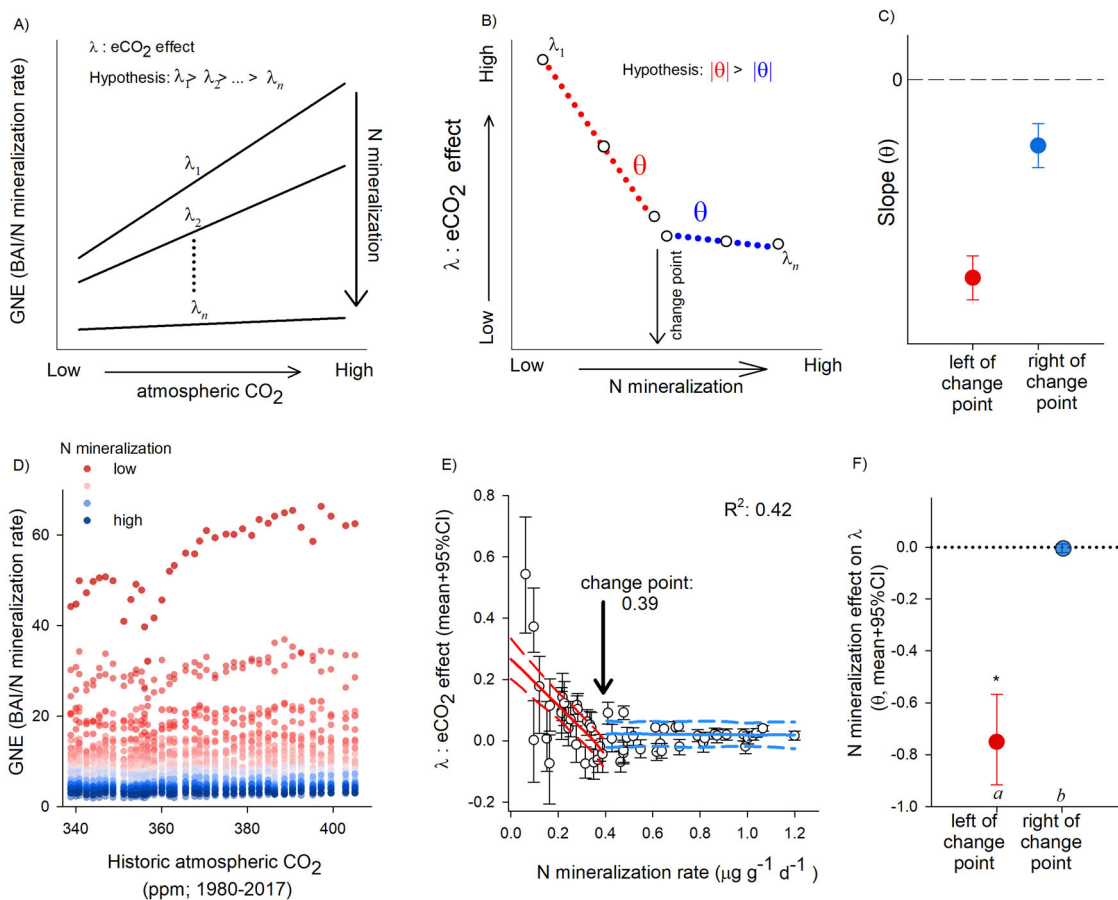 A)
λ : eCO2 effect
Hypothesis: λ1> λ2> ... > λn
GNE (BAI/N mineralization rate)
λ1
λ2
λn
N mineralization
Low
High
atmospheric CO2
B)
λ1
Hypothesis: |θ| > |θ|
High
λ : eCO2 effect
Low
θ
θ
λn
change point
Low
High
N mineralization
C)
0
Slope (θ)
left of
change
point
right of
change
point
D)
N mineralization
low
high
GNE (BAI/N mineralization rate)
60
40
20
0
340
360
380
400
Historic atmospheric CO2
(ppm; 1980-2017)
E)
R2: 0.42
change point:
0.39
λ : eCO2 effect (mean+95%CI)
0.8
0.6
0.4
0.2
0.0
-0.2
0.0
0.2
0.4
0.6
0.8
1.0
1.2
N mineralization rate (μg g-1 d-1)
F)
N mineralization effect on λ
(θ, mean+95%CI)
0.0
-0.2
-0.4
-0.6
-0.8
-1.0
*
a
b
left of
change
point
right of
change
point